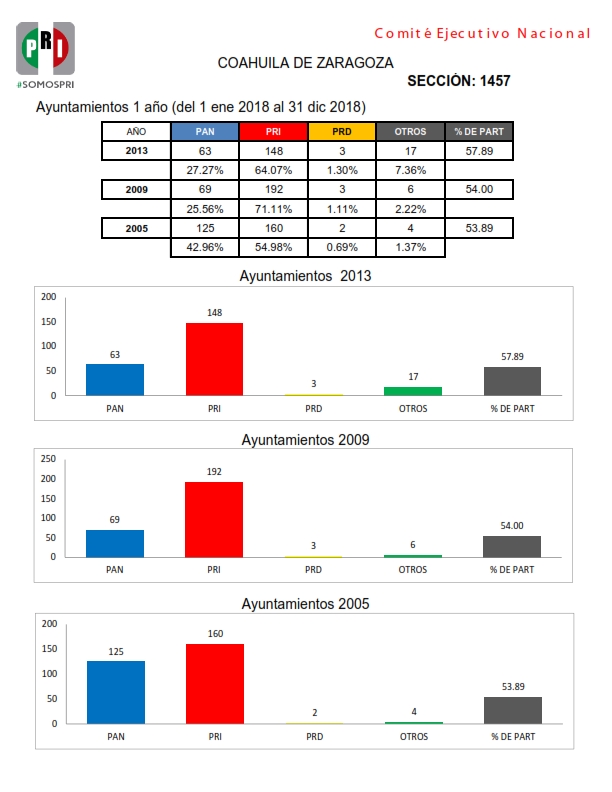 Comité Ejecutivo Nacional
PRI
#SOMOSPRI
COAHUILA DE ZARAGOZA
SECCIÓN: 1457
Ayuntamientos 1 año (del 1 ene 2018 al 31 dic 2018)
AÑO PAN PRI PRD OTROS % DE PART
2013 63 148 3 17 57.89
27.27% 64.07% 1.30% 7.36%
2009 69 192 3 6 54.00
25.56% 71.11% 1.11% 2.22%
2005 125 160 2 4 53.89
42.96% 54.98% 0.69% 1.37%
Ayuntamientos 2013
200
150
100
50
0
63 148 3 17 57.89
PAN PRI PRD OTROS % DE PART
Ayuntamientos 2009
250
200
150
100
50
0
69 192 3 6 54.00
PAN PRI PRD OTROS % DE PART
Ayuntamientos 2005
200
150
100
50
0
125 160 2 4 53.89
PAN PRI PRD OTROS % DE PART